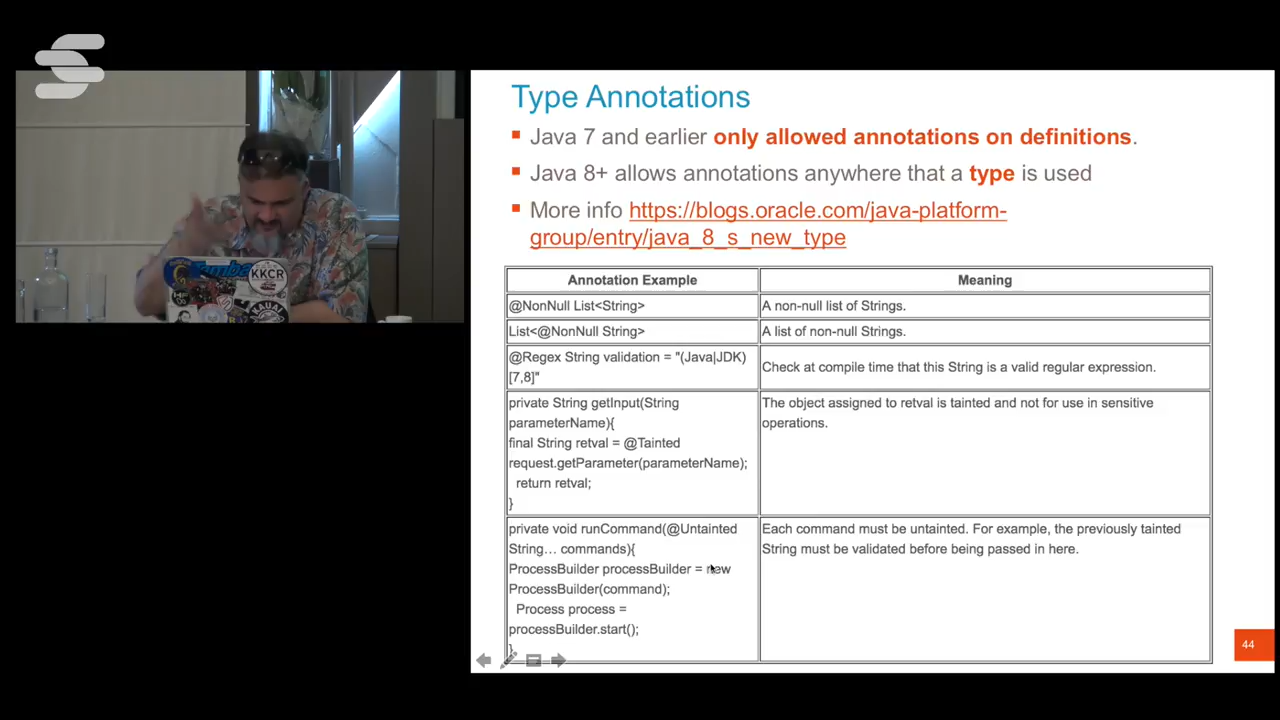 Type Annotations
Java 7 and earlier only allowed annotations on definitions.
Java 8+ allows annotations anywhere that a type is used
More info https://blogs.oracle.com/java-platform-
group/entry/java_8_s_new_type
Annotation Example
Meaning
@NonNull List<String>
A non-null list of Strings.
List<@NonNull String>
A list of non-null Strings.
@Regex String validation = "(Java|JDK)
[7,8]"
Check at compile time that this String is a valid regular expression.
private String getInput(String
parameterName){
final String retval = @Tainted
request.getParameter(parameterName);
return retval;
}
The object assigned to retval is tainted and not for use in sensitive
operations.
private void runCommand(@Untainted
String… commands){
ProcessBuilder processBuilder = new
ProcessBuilder(command);
Process process =
processBuilder.start();
}
Each command must be untainted. For example, the previously tainted
String must be validated before being passed in here.
44
KKCR
KAUAI